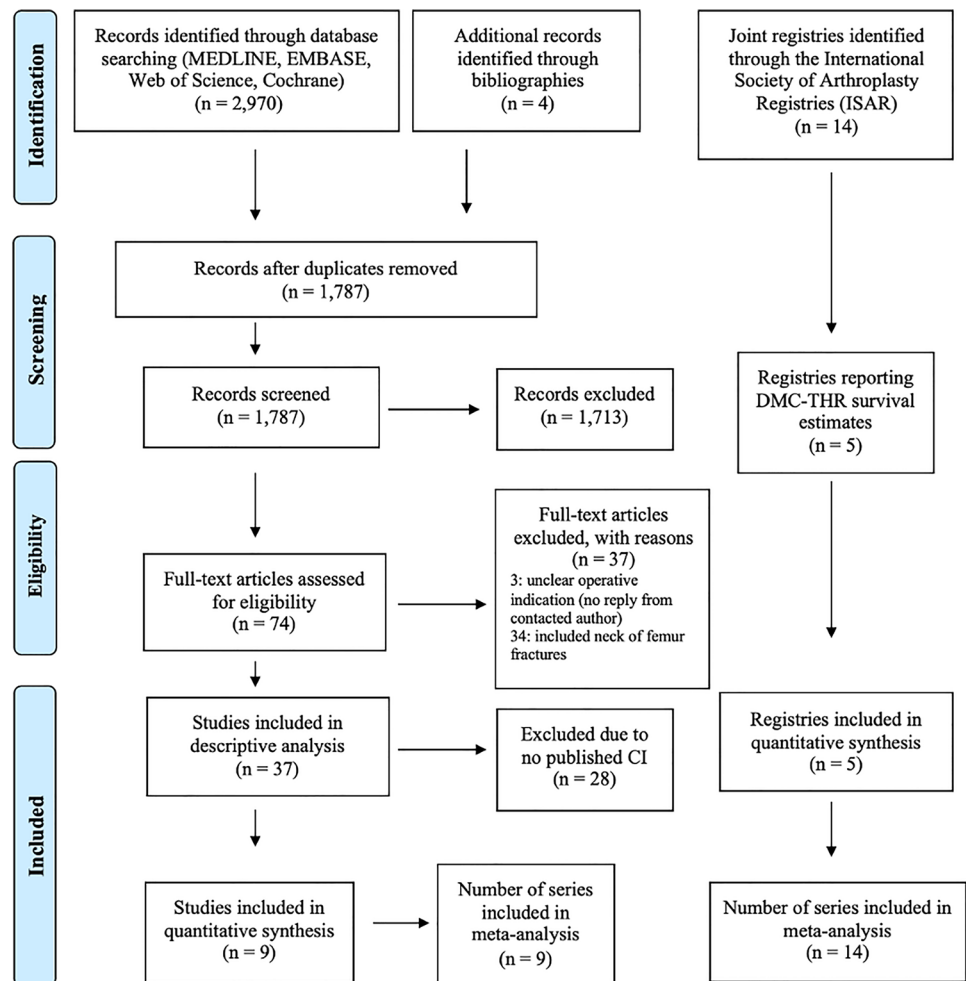 Identification
Records identified through database
searching (MEDLINE, EMBASE,
Web of Science, Cochrane)
(n = 2,970)
Additional records
identified through
bibliographies
(n = 4)
Joint registries identified
through the International
Society of Arthroplasty
Registries (ISAR)
(n = 14)
Screening
Records after duplicates removed
(n = 1,787)
Records screened
(n = 1,787)
Records excluded
(n = 1,713)
Registries reporting
DMC-THR survival
estimates
(n = 5)
Eligibility
Full-text articles assessed
for eligibility
(n = 74)
Full-text articles
excluded, with reasons
(n = 37)
3: unclear operative
indication (no reply from
contacted author)
34: included neck of femur
fractures
Included
Studies included in
descriptive analysis
(n = 37)
Excluded due to
no published CI
(n = 28)
Registries included in
quantitative synthesis
(n = 5)
Studies included in
quantitative synthesis
(n = 9)
Number of series
included in
meta-analysis
(n = 9)
Number of series included in
meta-analysis
(n = 14)